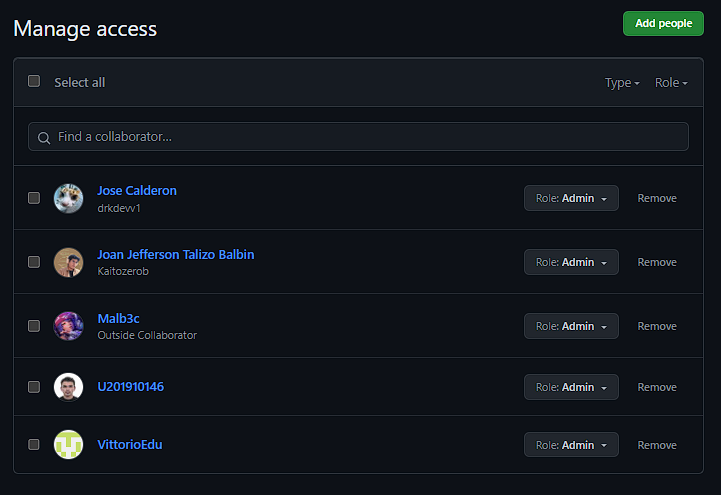 Manage access
Add people
Select all
Type
Role
Find a collaborator...
Jose Calderon
drkdevv1
Role: Admin
Remove
Joan Jefferson Talizo Balbin
Kaitozerob
Role: Admin
Remove
Malb3c
Outside Collaborator
Role: Admin
Remove
U201910146
Role: Admin
Remove
VittorioEdu
Role: Admin
Remove